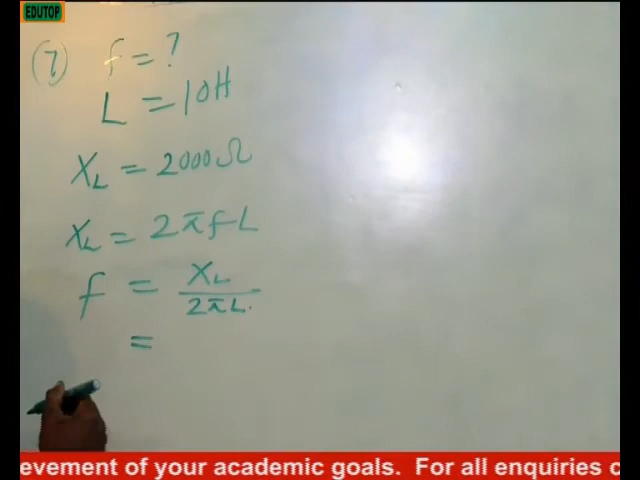 EDUTOP
(7) f = ?
L = 10H
XL = 2000Ω
XL = 2πfL
f = XL / 2πL.
=
evement of your academic goals. For all enquiries c